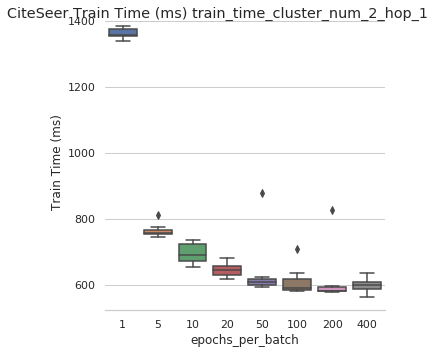 CiteSeer Train Time (ms) train_time_cluster_num_2_hop_1
1400
1200
1000
800
600
Train Time (ms)
1 5 10 20 50 100 200 400
epochs_per_batch